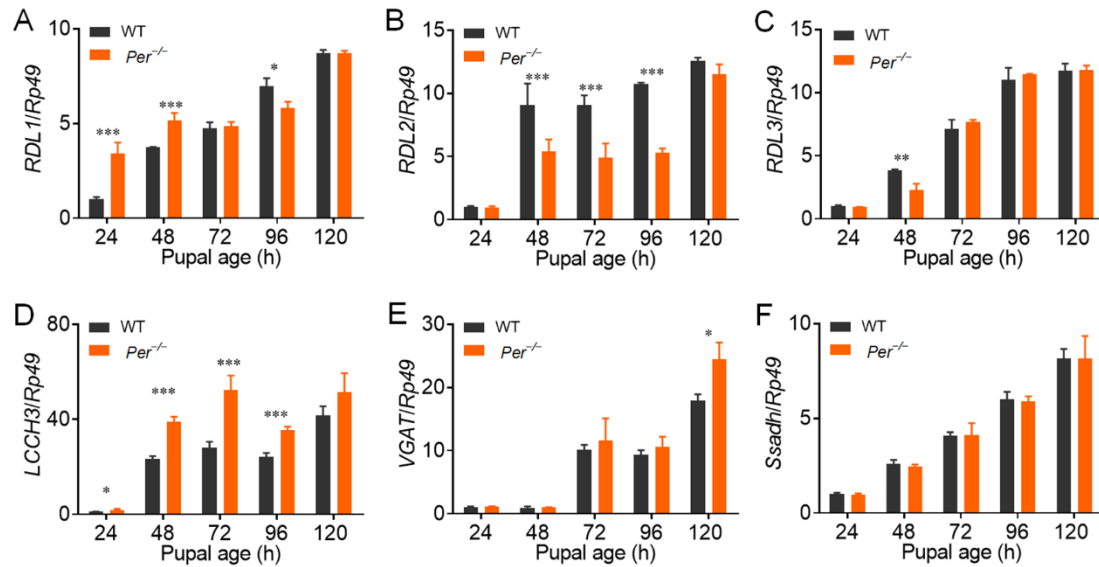 A
WT
Per−/−
RDL1/Rp49
10
5
0
***
***
*
24 48 72 96 120
Pupal age (h)
B
WT
Per−/−
RDL2/Rp49
15
10
5
0
***
***
***
24 48 72 96 120
Pupal age (h)
C
WT
Per−/−
RDL3/Rp49
15
10
5
0
**
24 48 72 96 120
Pupal age (h)
D
WT
Per−/−
LCCH3/Rp49
80
40
0
*
***
***
***
24 48 72 96 120
Pupal age (h)
E
WT
Per−/−
VGAT/Rp49
30
20
10
0
*
24 48 72 96 120
Pupal age (h)
F
WT
Per−/−
Ssadh/Rp49
10
5
0
24 48 72 96 120
Pupal age (h)